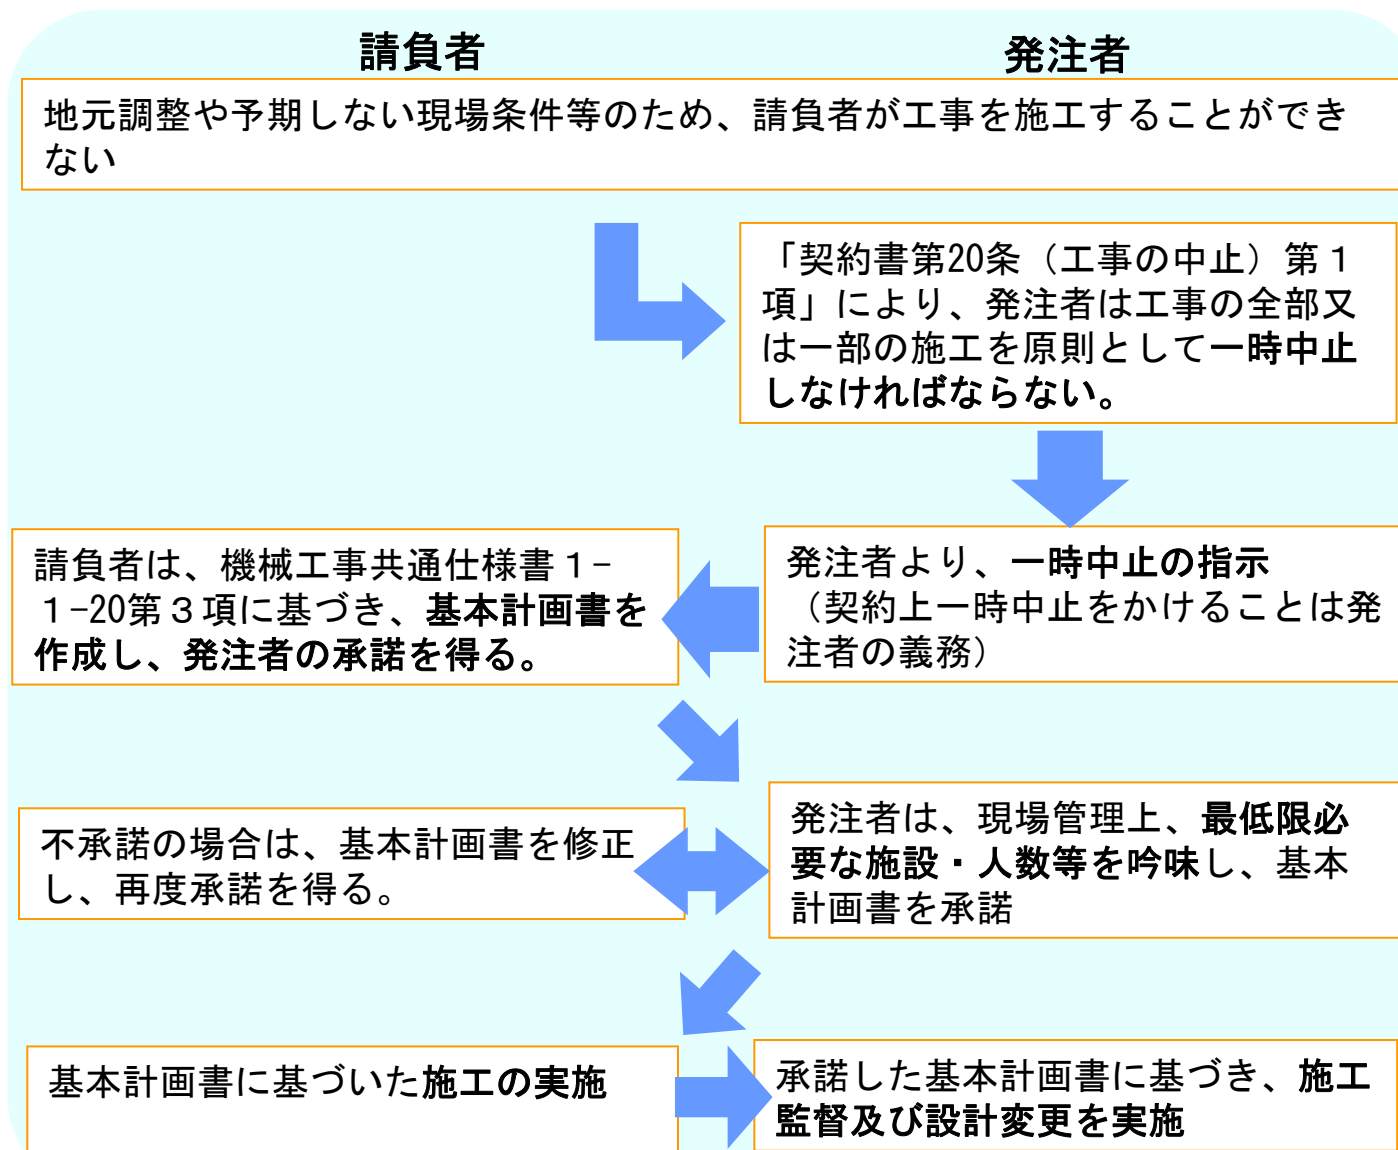 請負者
発注者
地元調整や予期しない現場条件等のため、請負者が工事を施工することができ
ない
「契約書第20条（工事の中止）第１
項」により、発注者は工事の全部又
は一部の施工を原則として一時中止
しなければならない。
発注者より、一時中止の指示
（契約上一時中止をかけることは発
注者の義務）
請負者は、機械工事共通仕様書１-
１-20第３項に基づき、基本計画書を
作成し、発注者の承諾を得る。
発注者は、現場管理上、最低限必
要な施設・人数等を吟味し、基本
計画書を承諾
不承諾の場合は、基本計画書を修正
し、再度承諾を得る。
基本計画書に基づいた施工の実施
承諾した基本計画書に基づき、施工
監督及び設計変更を実施